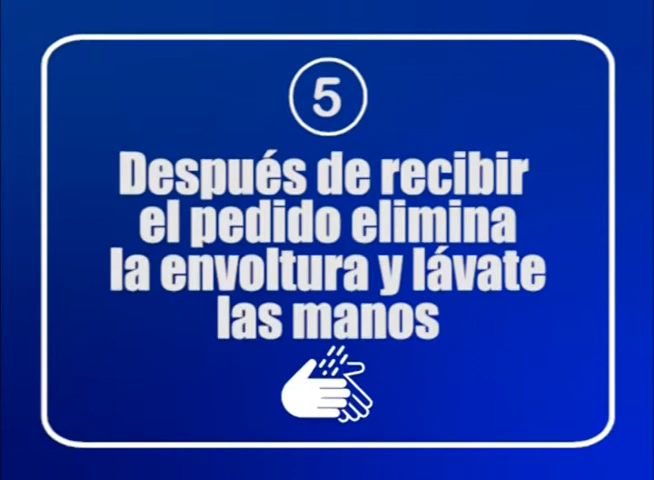 5
Después de recibir
el pedido elimina
la envoltura y lávate
las manos